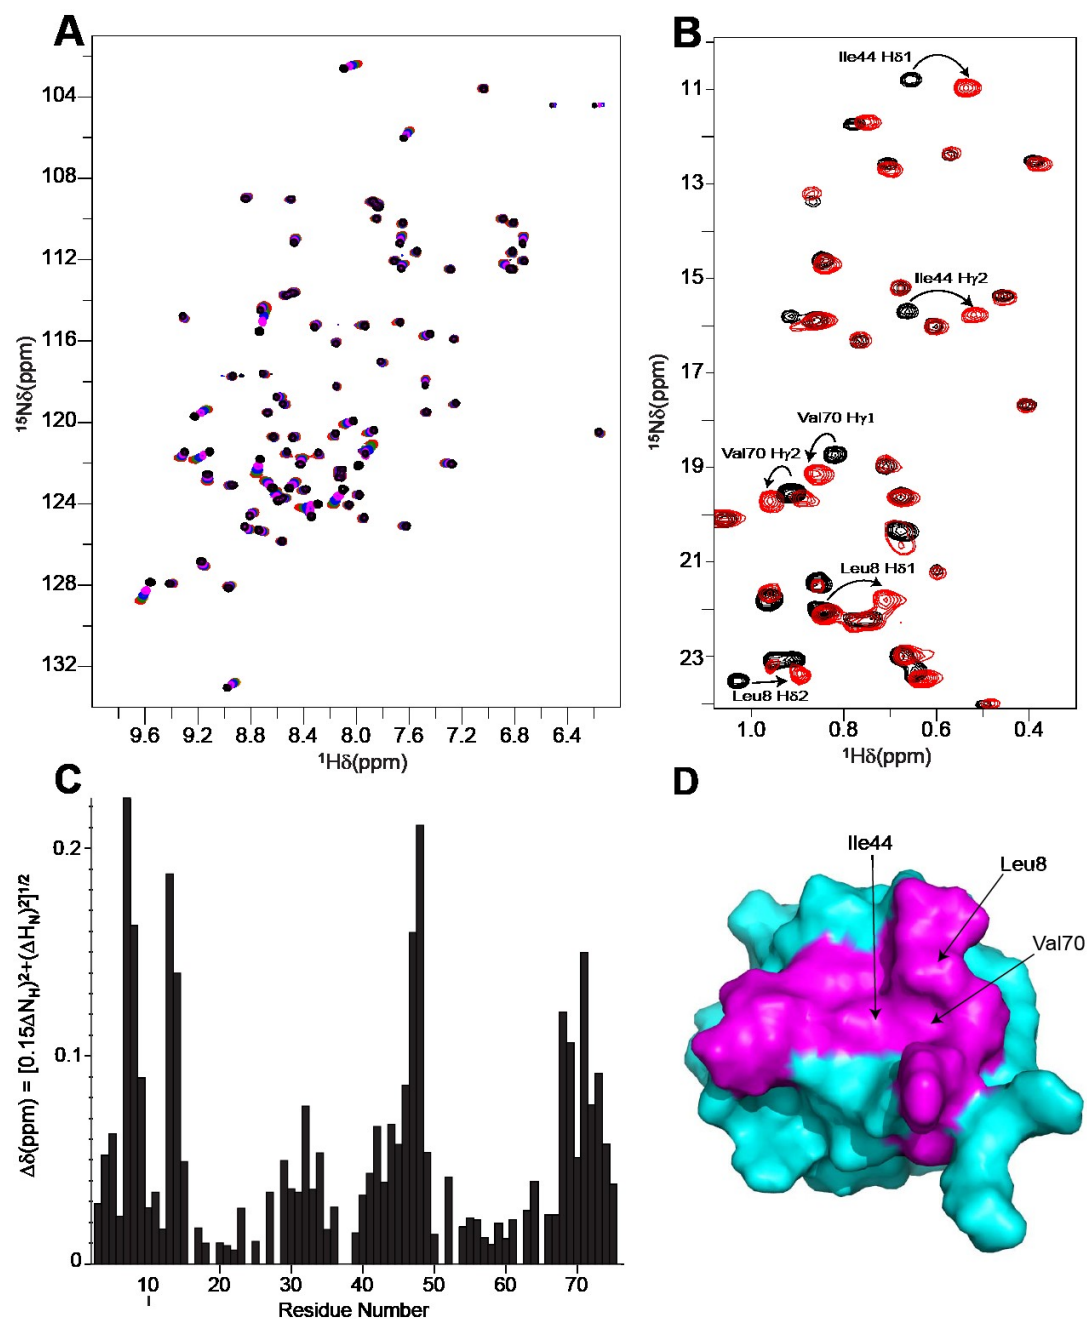 A
104
108
112
116
120
124
128
132
¹⁵Nδ(ppm)
9.6 9.2 8.8 8.4 8.0 7.6 7.2 6.8 6.4
¹Hδ(ppm)
B
11
13
15
17
19
21
23
¹⁵Nδ(ppm)
Ile44 Hδ1
Ile44 Hγ2
Val70 Hγ1
Val70 Hγ2
Leu8 Hδ1
Leu8 Hδ2
1.0 0.8 0.6 0.4
¹Hδ(ppm)
C
0.2
0.1
0
Δδ(ppm) = [0.15ΔN_H)²+(ΔH_N)²]¹/²
10 20 30 40 50 60 70
Residue Number
D
Ile44
Leu8
Val70